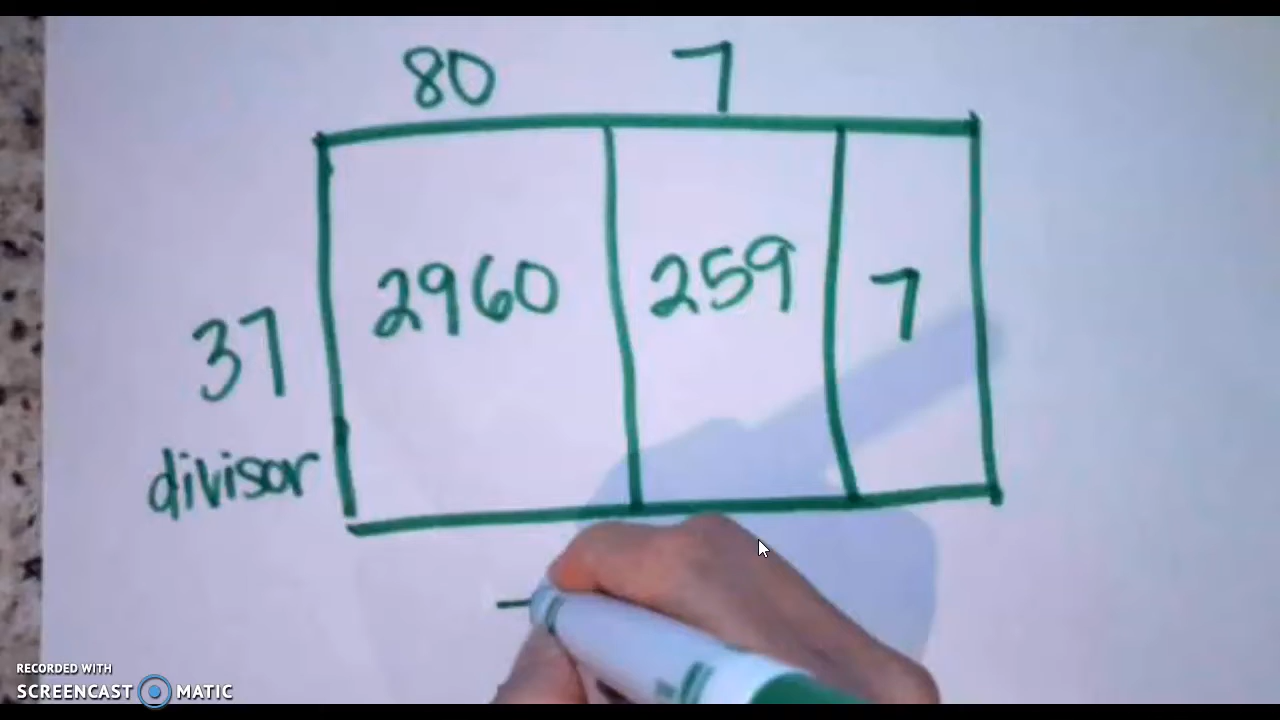 80 7
2960 259 7
37
divisor
RECORDED WITH
SCREENCAST MATIC